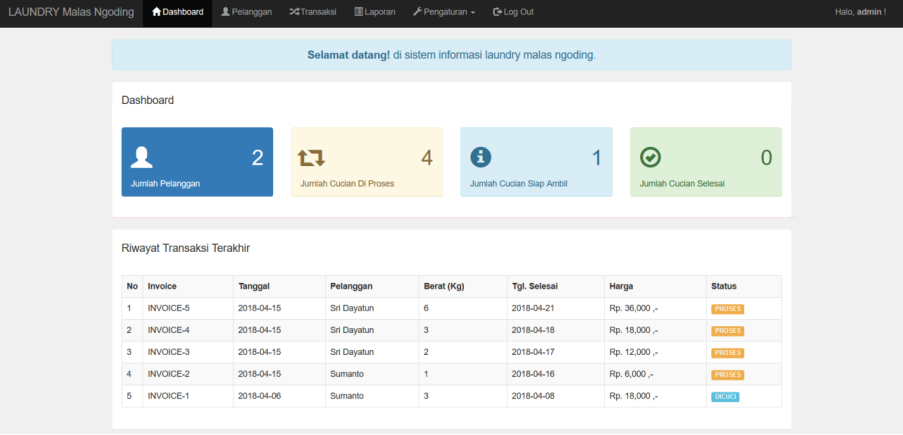 LAUNDRY Malas Ngoding Dashboard Pelanggan Transaksi Laporan Pengaturan Log Out Halo, admin !
Selamat datang! di sistem informasi laundry malas ngoding.
Dashboard
2
Jumlah Pelanggan
4
Jumlah Cucian Di Proses
1
Jumlah Cucian Siap Ambil
0
Jumlah Cucian Selesai
Riwayat Transaksi Terakhir
No Invoice Tanggal Pelanggan Berat (Kg) Tgl. Selesai Harga Status
1 INVOICE-5 2018-04-15 Sri Dayatun 6 2018-04-21 Rp. 36,000 ,- PROSES
2 INVOICE-4 2018-04-15 Sri Dayatun 3 2018-04-18 Rp. 18,000 ,- PROSES
3 INVOICE-3 2018-04-15 Sri Dayatun 2 2018-04-17 Rp. 12,000 ,- PROSES
4 INVOICE-2 2018-04-15 Sumanto 1 2018-04-16 Rp. 6,000 ,- PROSES
5 INVOICE-1 2018-04-06 Sumanto 3 2018-04-08 Rp. 18,000 ,- DICUCI